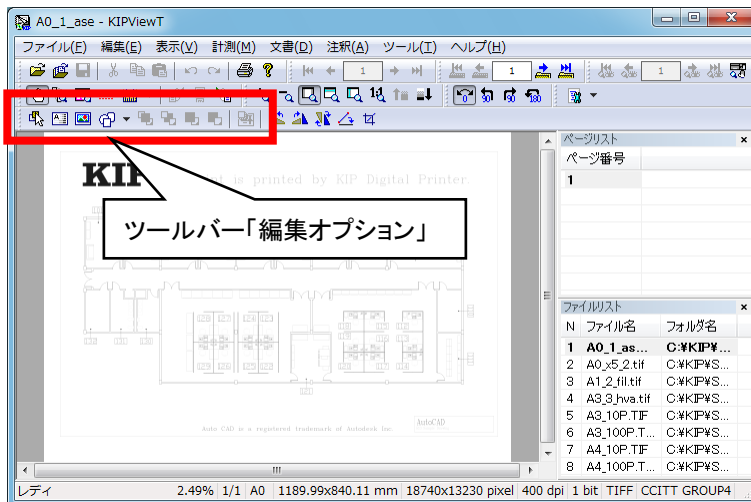 A0_1_ase - KIPViewT
ファイル(F) 編集(E) 表示(V) 計測(M) 文書(D) 注釈(A) ツール(T) ヘルプ(H)
1 1 1
ページリスト
ページ番号
1
KIP
nt is printed by KIP Digital Printer
ツールバー「編集オプション」
AutoCAD
Auto CAD is a registered trademark of Autodesk Inc.
ファイルリスト
N ファイル名 フォルダ名
1 A0_1_as... C:¥KIP¥...
2 A0_x5_2.tif C:¥KIP¥S...
3 A1_2_fil.tif C:¥KIP¥S...
4 A3_3_hva.tif C:¥KIP¥S...
5 A3_10P.TIF C:¥KIP¥S...
6 A3_100P.T... C:¥KIP¥S...
7 A4_10P.TIF C:¥KIP¥S...
8 A4_100P.T... C:¥KIP¥S...
レディ 2.49% 1/1 A0 1189.99x840.11 mm 18740x13230 pixel 400 dpi 1 bit TIFF CCITT GROUP4